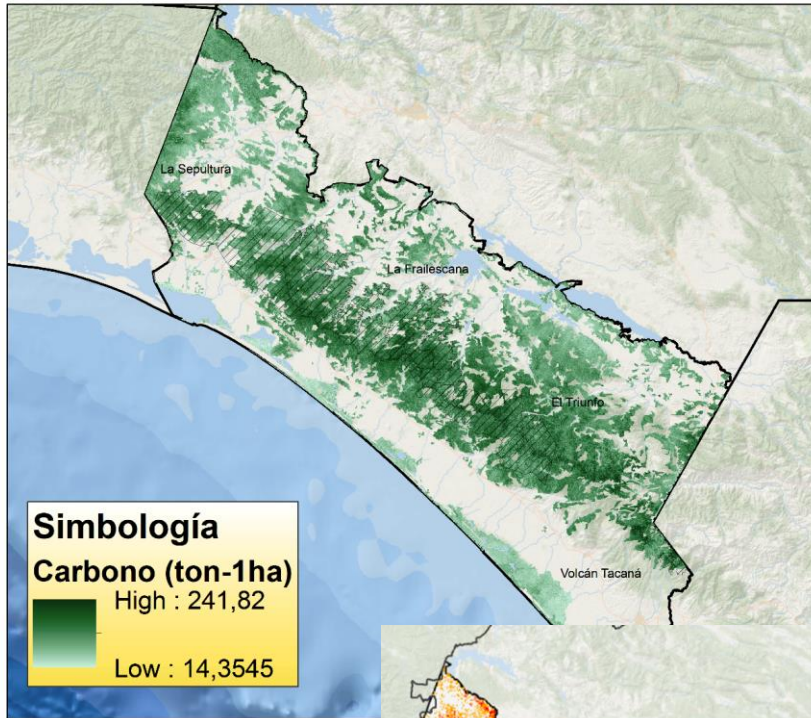 La Sepultura
La Frailescana
El Triunfo
Volcán Tacaná
Simbología
Carbono (ton-1ha)
High : 241,82
Low : 14,3545